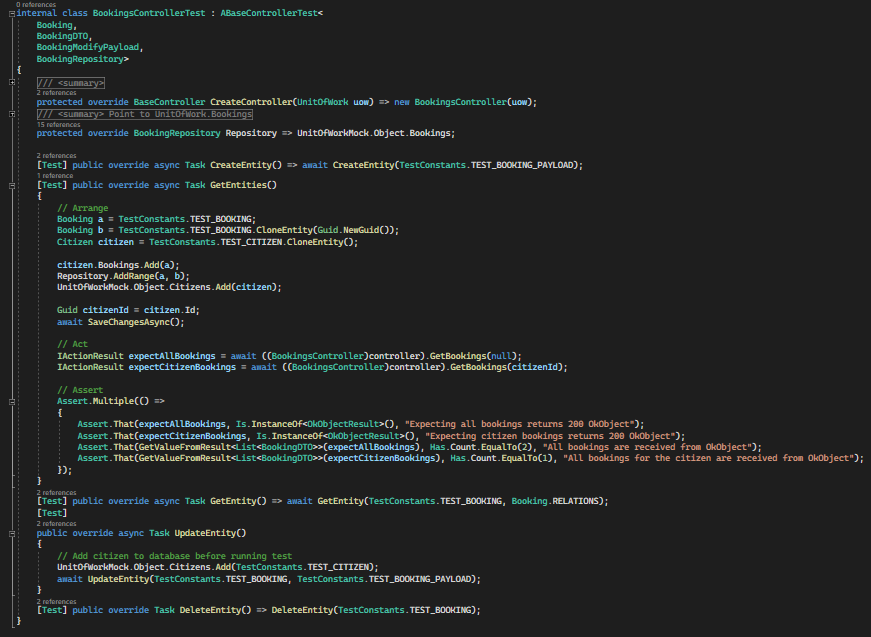 0 references
internal class BookingsControllerTest : ABaseControllerTest<
Booking,
BookingDTO,
BookingModifyPayload,
BookingRepository>
{
/// <summary>
2 references
protected override BaseController CreateController(UnitOfWork uow) => new BookingsController(uow);
/// <summary> Point to UnitOfWork.Bookings
15 references
protected override BookingRepository Repository => UnitOfWorkMock.Object.Bookings;
2 references
[Test] public override async Task CreateEntity() => await CreateEntity(TestConstants.TEST_BOOKING_PAYLOAD);
1 reference
[Test] public override async Task GetEntities()
{
// Arrange
Booking a = TestConstants.TEST_BOOKING;
Booking b = TestConstants.TEST_BOOKING.CloneEntity(Guid.NewGuid());
Citizen citizen = TestConstants.TEST_CITIZEN.CloneEntity();
citizen.Bookings.Add(a);
Repository.AddRange(a, b);
UnitOfWorkMock.Object.Citizens.Add(citizen);
Guid citizenId = citizen.Id;
await SaveChangesAsync();
// Act
IActionResult expectAllBookings = await ((BookingsController)controller).GetBookings(null);
IActionResult expectCitizenBookings = await ((BookingsController)controller).GetBookings(citizenId);
// Assert
Assert.Multiple(() =>
{
Assert.That(expectAllBookings, Is.InstanceOf<OkObjectResult>(), "Expecting all bookings returns 200 OkObject");
Assert.That(expectCitizenBookings, Is.InstanceOf<OkObjectResult>(), "Expecting citizen bookings returns 200 OkObject");
Assert.That(GetValueFromResult<List<BookingDTO>>(expectAllBookings), Has.Count.EqualTo(2), "All bookings are received from OkObject");
Assert.That(GetValueFromResult<List<BookingDTO>>(expectCitizenBookings), Has.Count.EqualTo(1), "All bookings for the citizen are received from OkObject");
});
}
2 references
[Test] public override async Task GetEntity() => await GetEntity(TestConstants.TEST_BOOKING, Booking.RELATIONS);
[Test]
2 references
public override async Task UpdateEntity()
{
// Add citizen to database before running test
UnitOfWorkMock.Object.Citizens.Add(TestConstants.TEST_CITIZEN);
await UpdateEntity(TestConstants.TEST_BOOKING, TestConstants.TEST_BOOKING_PAYLOAD);
}
2 references
[Test] public override Task DeleteEntity() => DeleteEntity(TestConstants.TEST_BOOKING);
}